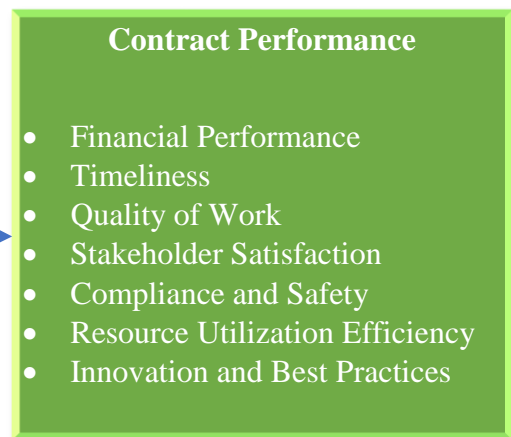 Contract Performance
• Financial Performance
• Timeliness
• Quality of Work
• Stakeholder Satisfaction
• Compliance and Safety
• Resource Utilization Efficiency
• Innovation and Best Practices